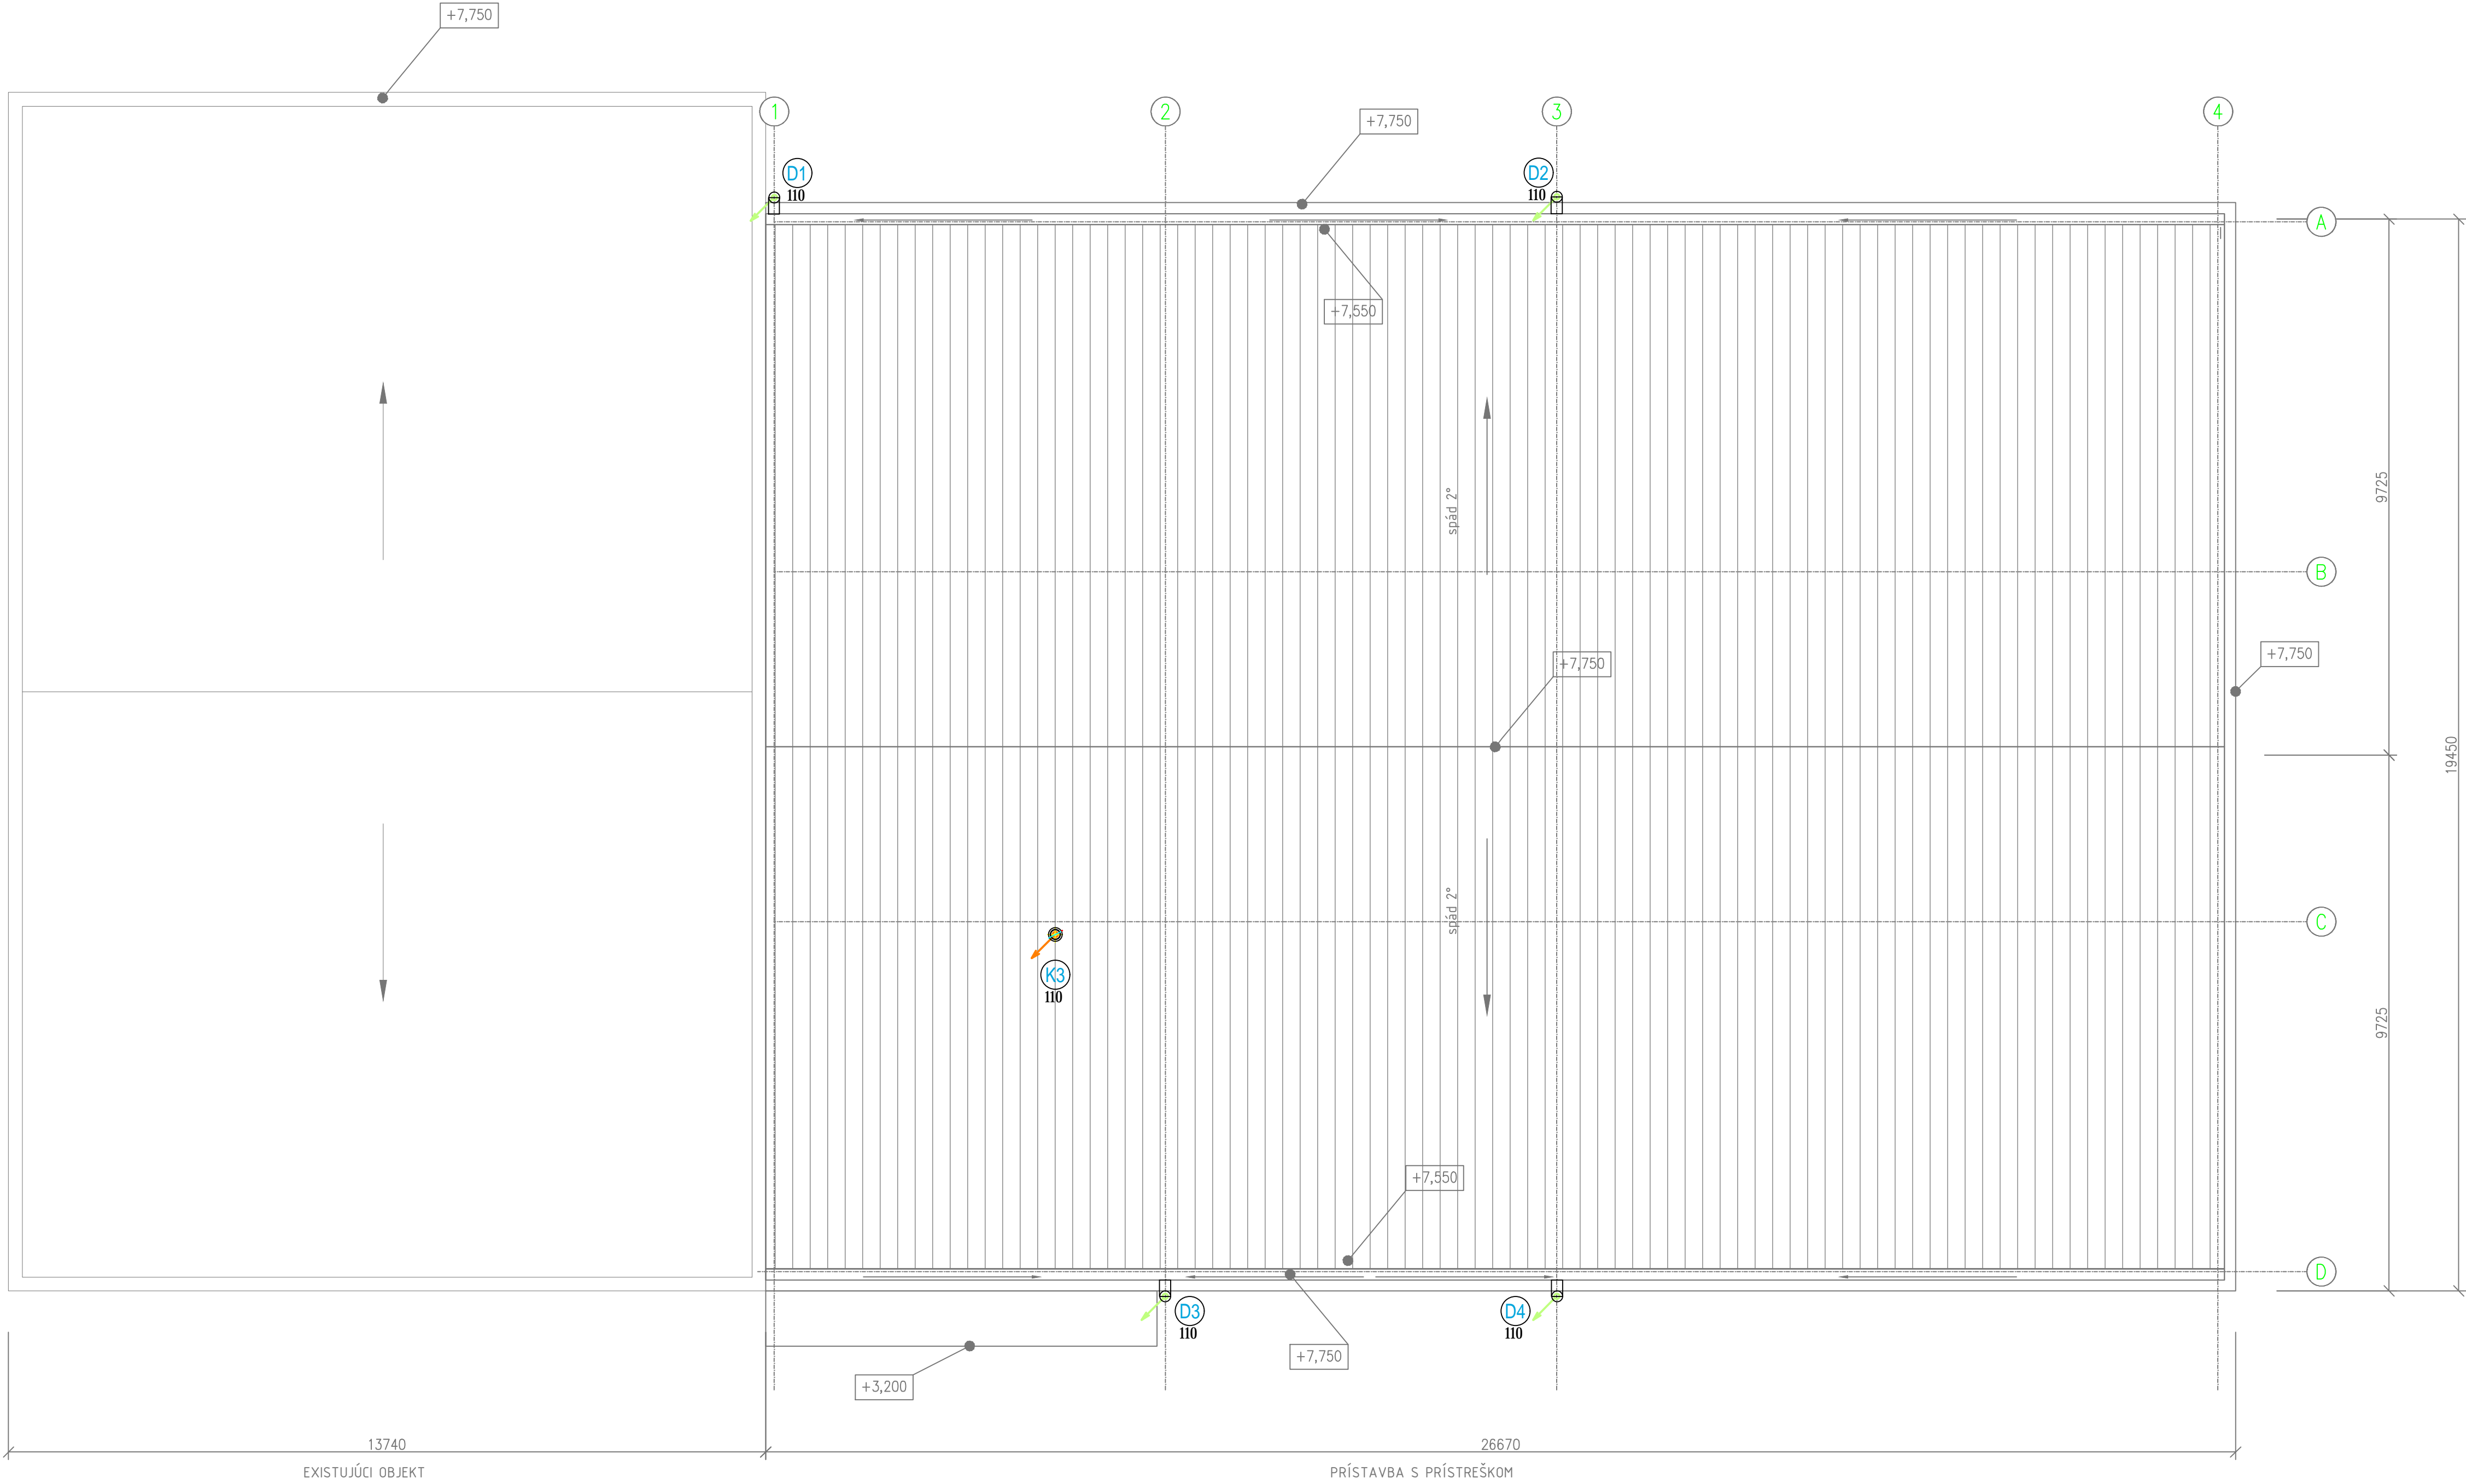 +7,750
1
2
3
4
+7,750
D1
110
D2
110
A
+7,550
spád 2°
9725
B
+7,750
+7,750
19450
spád 2°
C
K3
110
9725
+7,550
D
D3
110
D4
110
+7,750
+3,200
13740
26670
EXISTUJÚCI OBJEKT
PRÍSTAVBA S PRÍSTREŠKOM